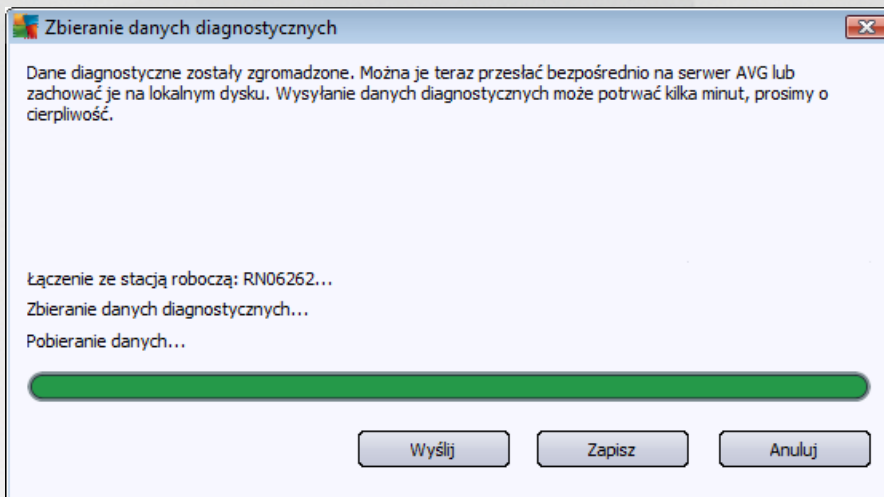 Zbieranie danych diagnostycznych
Dane diagnostyczne zostały zgromadzone. Można je teraz przesłać bezpośrednio na serwer AVG lub
zachować je na lokalnym dysku. Wysyłanie danych diagnostycznych może potrwać kilka minut, prosimy o
cierpliwość.
Łączenie ze stacją roboczą: RN06262...
Zbieranie danych diagnostycznych...
Pobieranie danych...
Wyślij
Zapisz
Anuluj